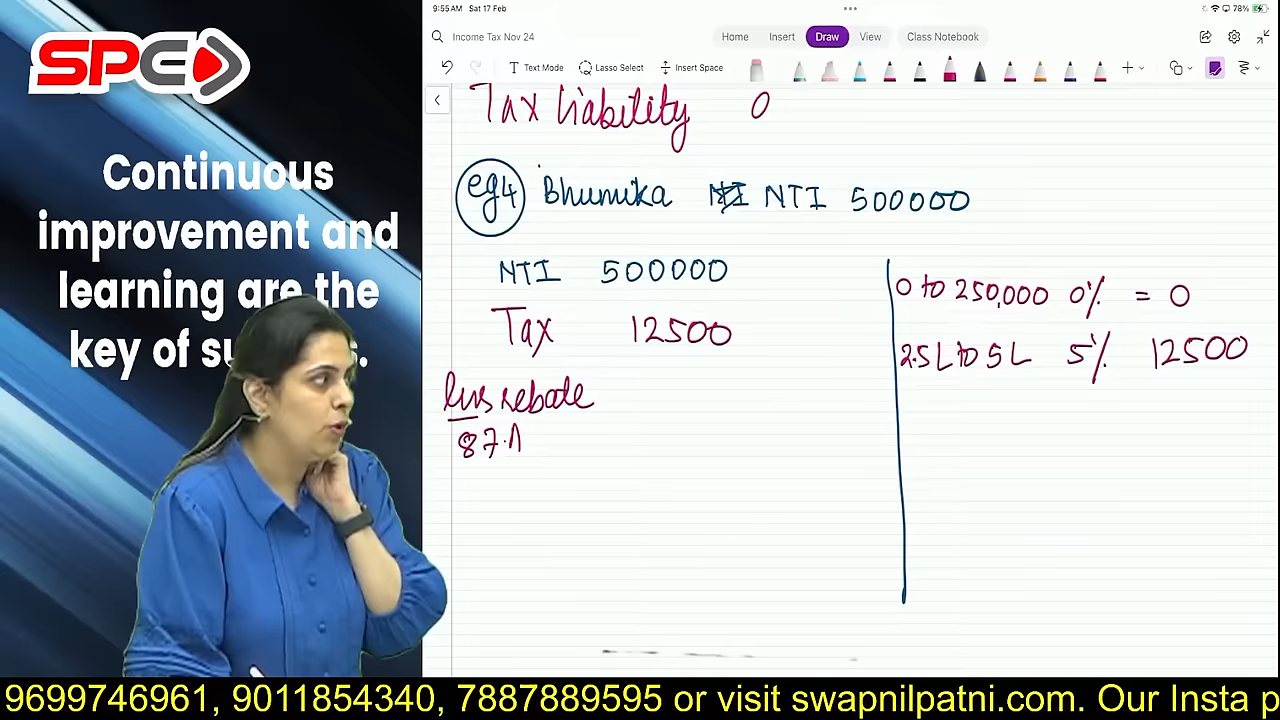 SPC
Continuous
improvement and
learning are the
key of su s.
9:55AM Sat 17 Feb
78%
Income Tax Nov 24
Home Insert Draw View Class Notebook
Text Mode Lasso Select Insert Space
Tax liability 0
eg4 Bhumika NTI 500000
NTI 500000
Tax 12500
less rebate
87A
0 to 250,000 0% = 0
2.5L to 5L 5% 12500
9699746961, 9011854340, 7887889595 or visit swapnilpatni.com. Our Insta p